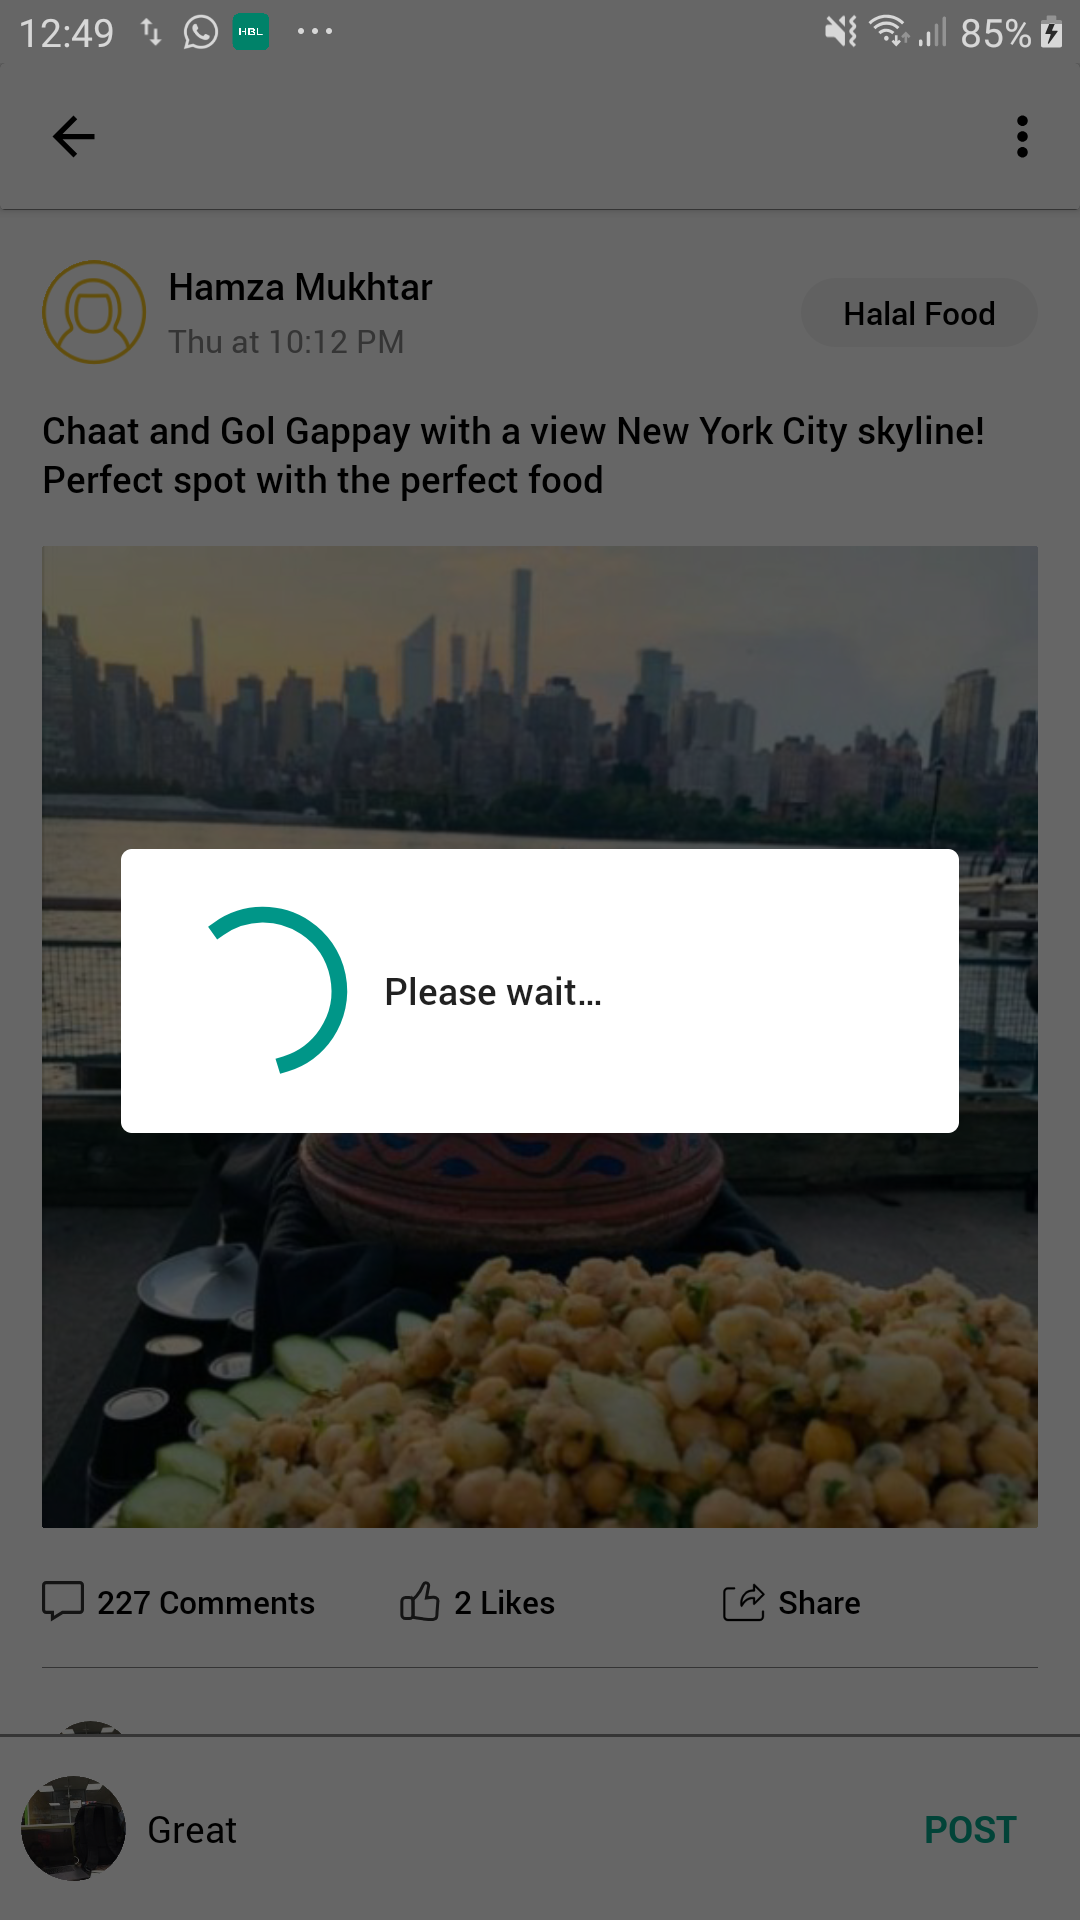 12:49
HBL
85%
Hamza Mukhtar
Thu at 10:12 PM
Halal Food
Chaat and Gol Gappay with a view New York City skyline!
Perfect spot with the perfect food
Please wait...
227 Comments
2 Likes
Share
Great
POST